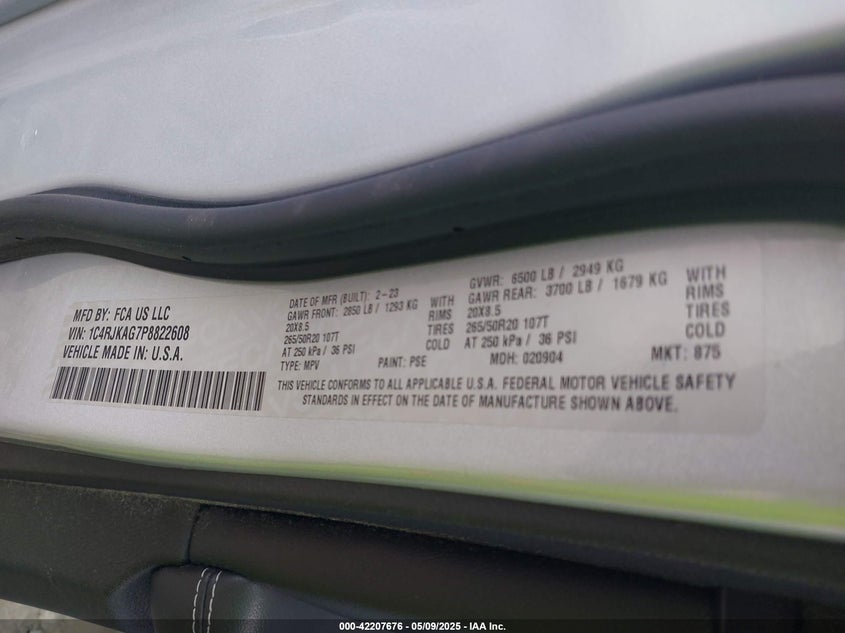 MFD BY: FCA US LLC
VIN: 1C4RJKAG7P8822608
VEHICLE MADE IN: U.S.A.
DATE OF MFR (BUILT): 2-23
GAWR FRONT: 2850 LB / 1293 KG WITH
20X8.5 RIMS
265/50R20 107T TIRES
AT 250 kPa / 36 PSI COLD
TYPE: MPV PAINT: PSE
GVWR: 6500 LB / 2949 KG
GAWR REAR: 3700 LB / 1679 KG WITH
20X8.5 RIMS
265/50R20 107T TIRES
AT 250 kPa / 36 PSI COLD
MDH: 020904 MKT: 875
THIS VEHICLE CONFORMS TO ALL APPLICABLE U.S.A. FEDERAL MOTOR VEHICLE SAFETY
STANDARDS IN EFFECT ON THE DATE OF MANUFACTURE SHOWN ABOVE.
000-42207676 - 05/09/2025 - IAA Inc.